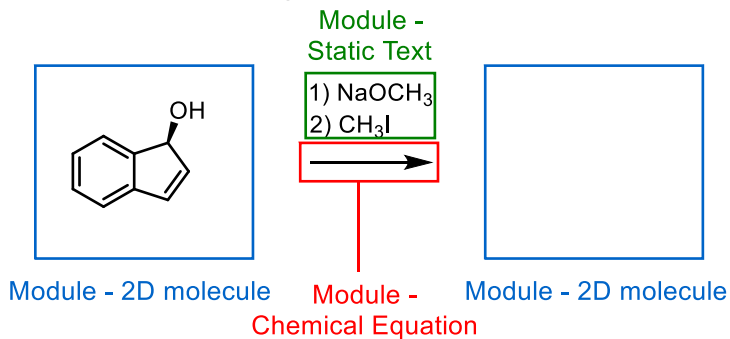 Module -
Static Text
1) NaOCH₃
2) CH₃I
OH
Module - 2D molecule
Module -
Chemical Equation
Module - 2D molecule